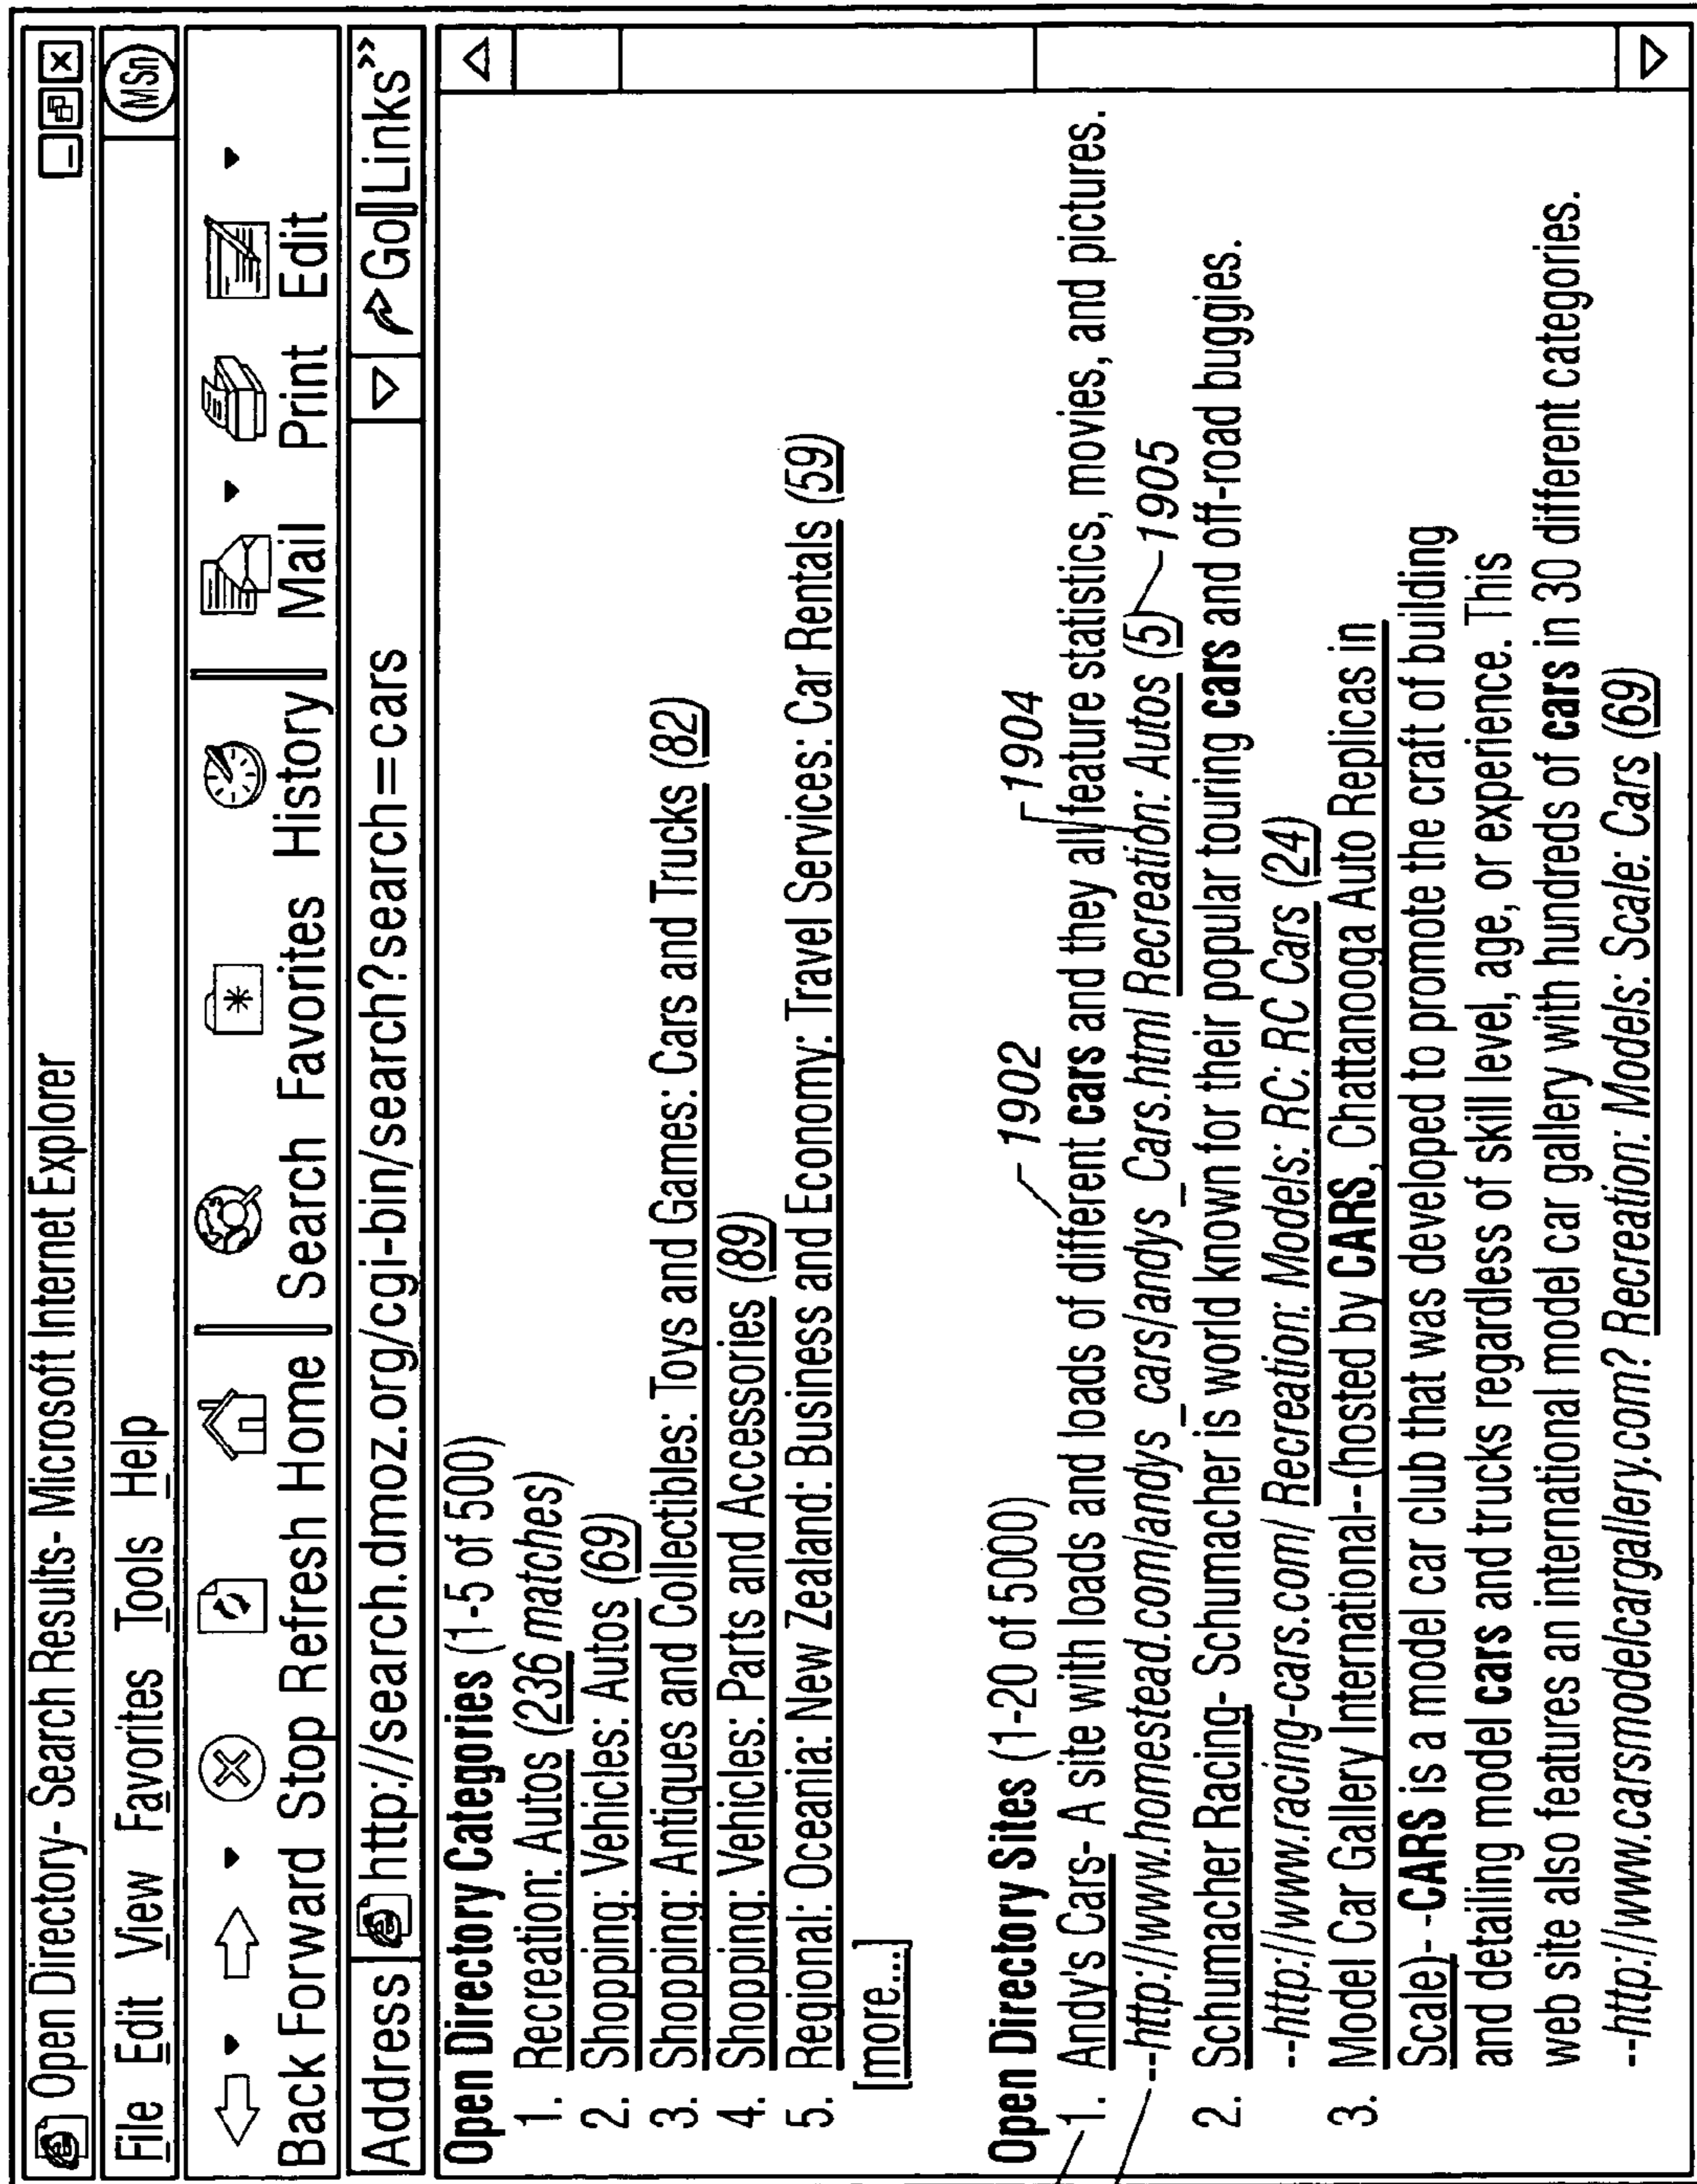 Open Directory- Search Results- Microsoft Internet Explorer
File Edit View Favorites Tools Help
MSn
Back Forward Stop Refresh Home Search Favorites History Mail Print Edit
Address http://search.dmoz.org/cgi-bin/search?search=cars Go Links >>
Open Directory Categories (1-5 of 500)
1. Recreation: Autos (236 matches)
2. Shopping: Vehicles: Autos (69)
3. Shopping: Antiques and Collectibles: Toys and Games: Cars and Trucks (82)
4. Shopping: Vehicles: Parts and Accessories (89)
5. Regional: Oceania: New Zealand: Business and Economy: Travel Services: Car Rentals (59)
[more...]
1902
1904
Open Directory Sites (1-20 of 5000)
1. Andy's Cars- A site with loads and loads of different cars and they all feature statistics, movies, and pictures.
--http://www.homestead.com/andys_cars/andys_Cars.html Recreation: Autos (5) 1905
2. Schumacher Racing- Schumacher is world known for their popular touring cars and off-road buggies.
--http://www.racing-cars.com/ Recreation: Models: RC: RC Cars (24)
3. Model Car Gallery International--(hosted by CARS, Chattanooga Auto Replicas in
Scale)--CARS is a model car club that was developed to promote the craft of building
and detailing model cars and trucks regardless of skill level, age, or experience. This
web site also features an international model car gallery with hundreds of cars in 30 different categories.
--http://www.carsmodelcargallery.com? Recreation: Models: Scale: Cars (69)